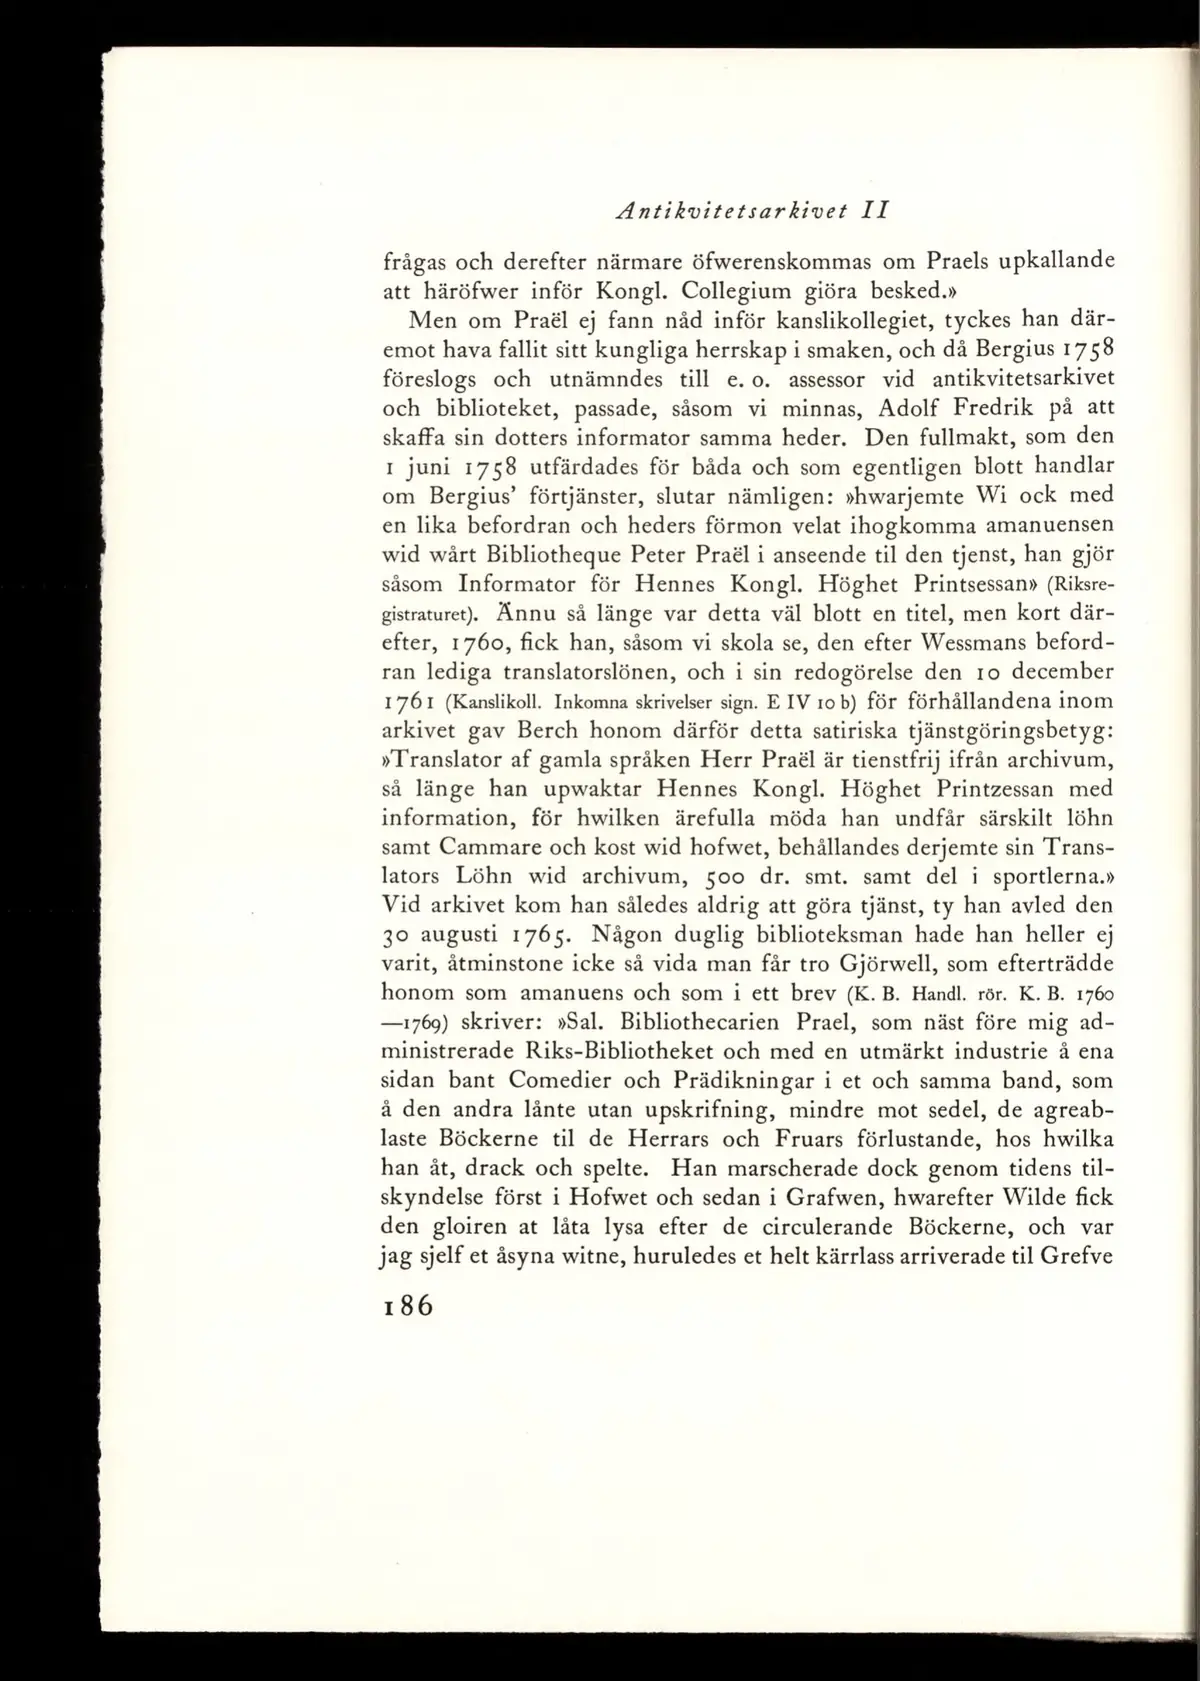 Antikvitetsarkivet II
frågas och derefter närmare öfwerenskommas om Praels upkallande
att häröfwer inför Kongl. Collegium giöra besked.»
Men om Praël ej fann nåd inför kanslikollegiet, tyckes han där-
emot hava fallit sitt kungliga herrskap i smaken, och då Bergius 1758
föreslogs och utnämndes till e. o. assessor vid antikvitetsarkivet
och biblioteket, passade, såsom vi minnas, Adolf Fredrik på att
skaffa sin dotters informator samma heder. Den fullmakt, som den
1 juni 1758 utfärdades för båda och som egentligen blott handlar
om Bergius’ förtjänster, slutar nämligen: »hwarjemte Wi ock med
en lika befordran och heders förmon velat ihogkomma amanuensen
wid wårt Bibliotheque Peter Praël i anseende til den tjenst, han gjör
såsom Informator för Hennes Kongl. Höghet Printsessan» (Riksre-
gistraturet). Ännu så länge var detta väl blott en titel, men kort där-
efter, 1760, fick han, såsom vi skola se, den efter Wessmans beford-
ran lediga translatorslönen, och i sin redogörelse den 10 december
1761 (Kanslikoll. Inkomna skrivelser sign. E IV 10 b) för förhållandena inom
arkivet gav Berch honom därför detta satiriska tjänstgöringsbetyg:
»Translator af gamla språken Herr Praël är tienstfrij ifrån archivum,
så länge han upwaktar Hennes Kongl. Höghet Printzessan med
information, för hwilken ärefulla möda han undfår särskilt löhn
samt Cammare och kost wid hofwet, behållandes derjemte sin Trans-
lators Löhn wid archivum, 500 dr. smt. samt del i sportlerna.»
Vid arkivet kom han således aldrig att göra tjänst, ty han avled den
30 augusti 1765. Någon duglig biblioteksman hade han heller ej
varit, åtminstone icke så vida man får tro Gjörwell, som efterträdde
honom som amanuens och som i ett brev (K. B. Handl. rör. K. B. 1760
—1769) skriver: »Sal. Bibliothecarien Prael, som näst före mig ad-
ministrerade Riks-Bibliotheket och med en utmärkt industrie å ena
sidan bant Comedier och Prädikningar i et och samma band, som
å den andra lånte utan upskrifning, mindre mot sedel, de agreab-
laste Böckerne til de Herrars och Fruars förlustande, hos hwilka
han åt, drack och spelte. Han marscherade dock genom tidens til-
skyndelse först i Hofwet och sedan i Grafwen, hwarefter Wilde fick
den gloiren at låta lysa efter de circulerande Böckerne, och var
jag sjelf et åsyna witne, huruledes et helt kärrlass arriverade til Grefve
186